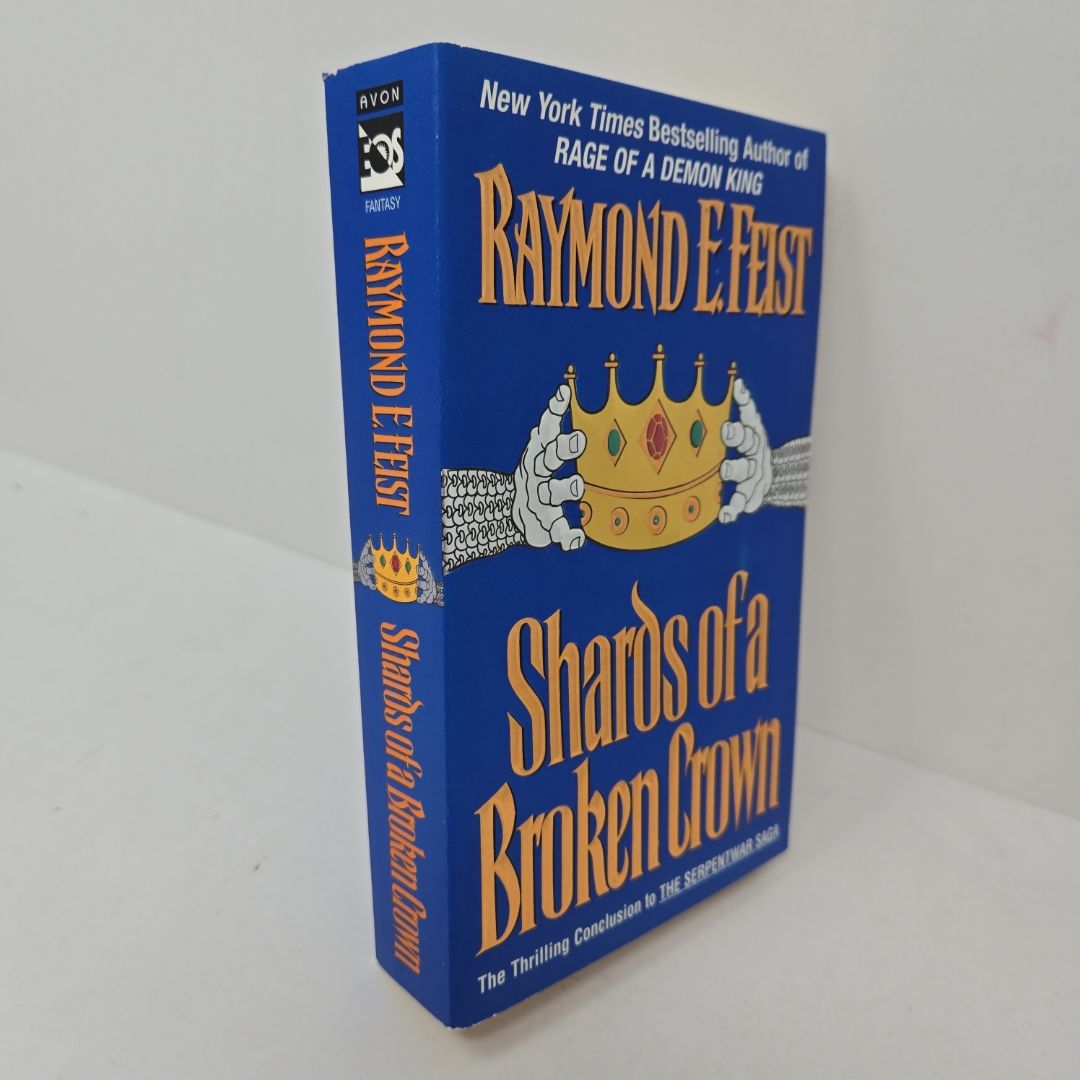 AVON
EOS
FANTASY
RAYMOND E. FEIST
Shards of a Broken Crown
New York Times Bestselling Author of
RAGE OF A DEMON KING
RAYMOND E. FEIST
Shards of a
Broken Crown
The Thrilling Conclusion to THE SERPENTWAR SAGA